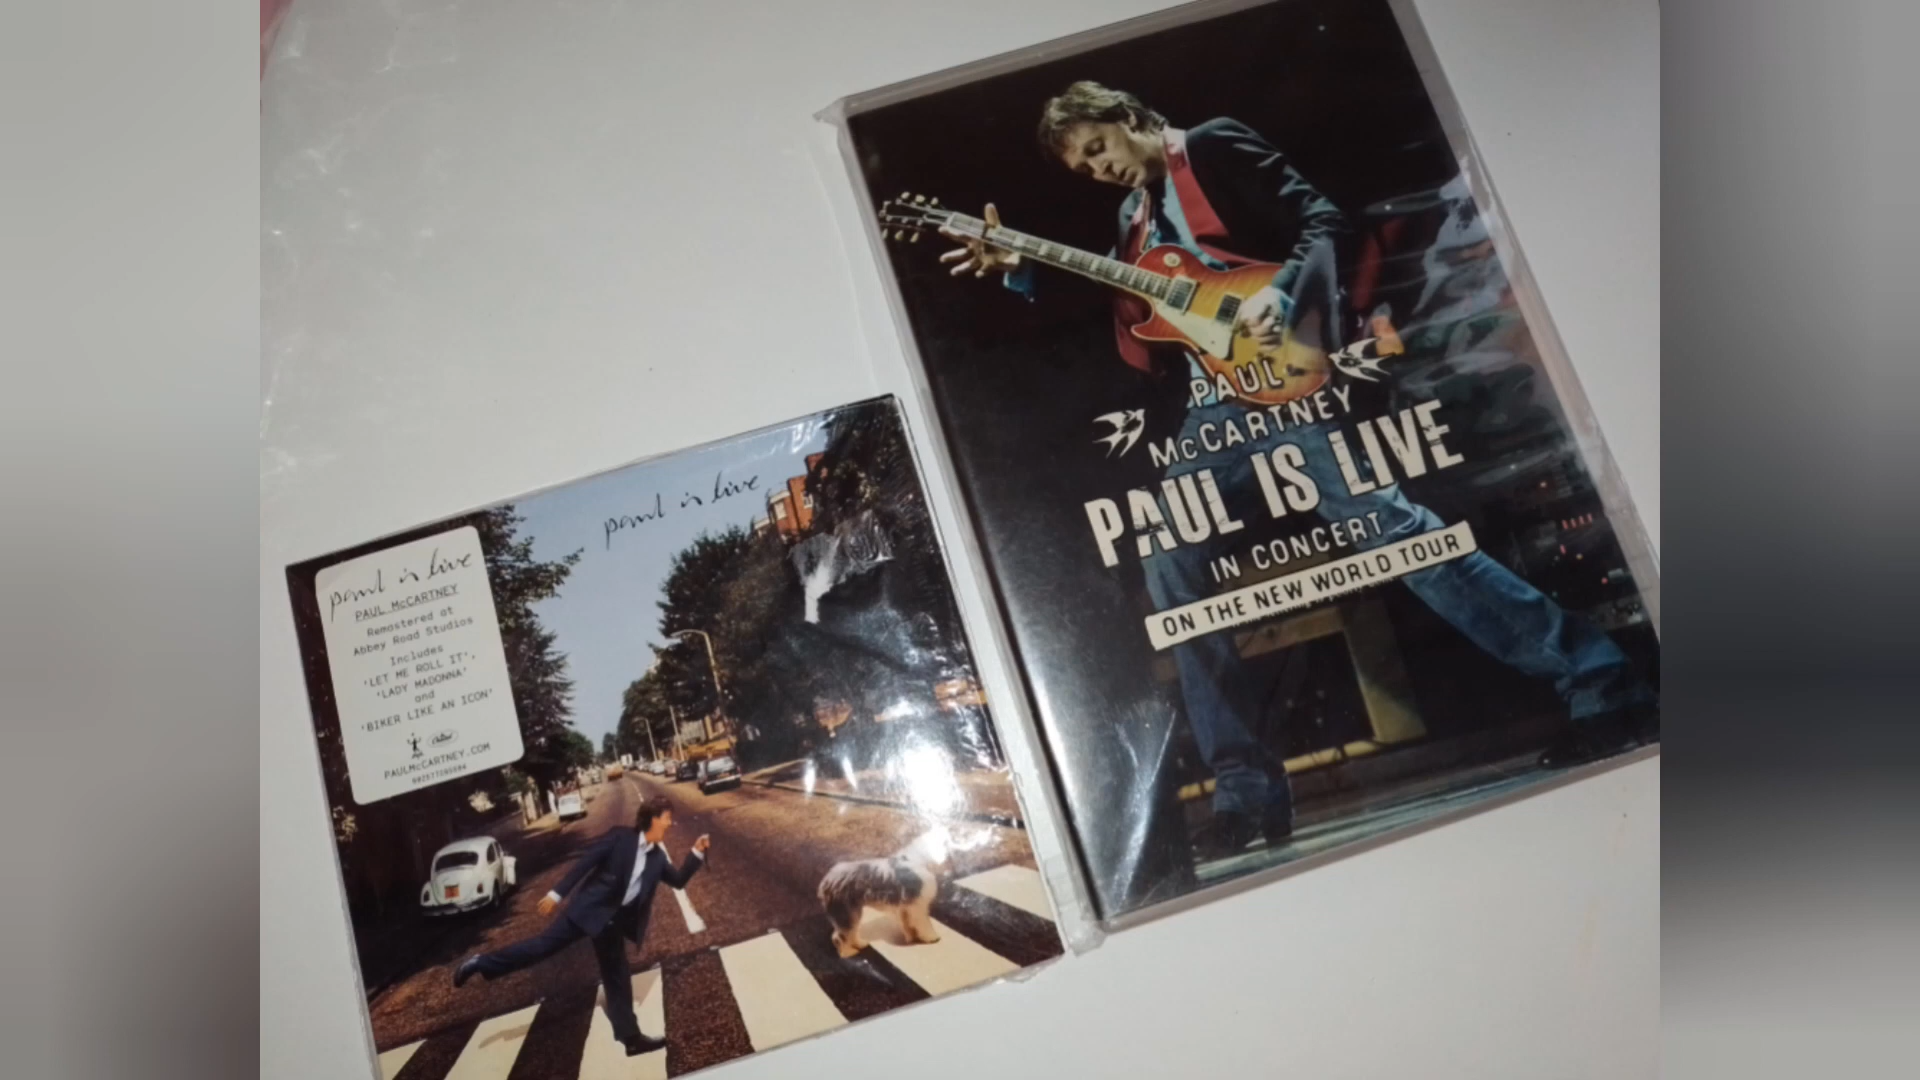 paul is live
paul is live
PAUL McCARTNEY
Remastered at
Abbey Road Studios
Includes
'LET ME ROLL IT',
'LADY MADONNA'
and
'BIKER LIKE AN ICON'
PAULMcCARTNEY.COM
PAUL
McCARTNEY
PAUL IS LIVE
IN CONCERT
ON THE NEW WORLD TOUR